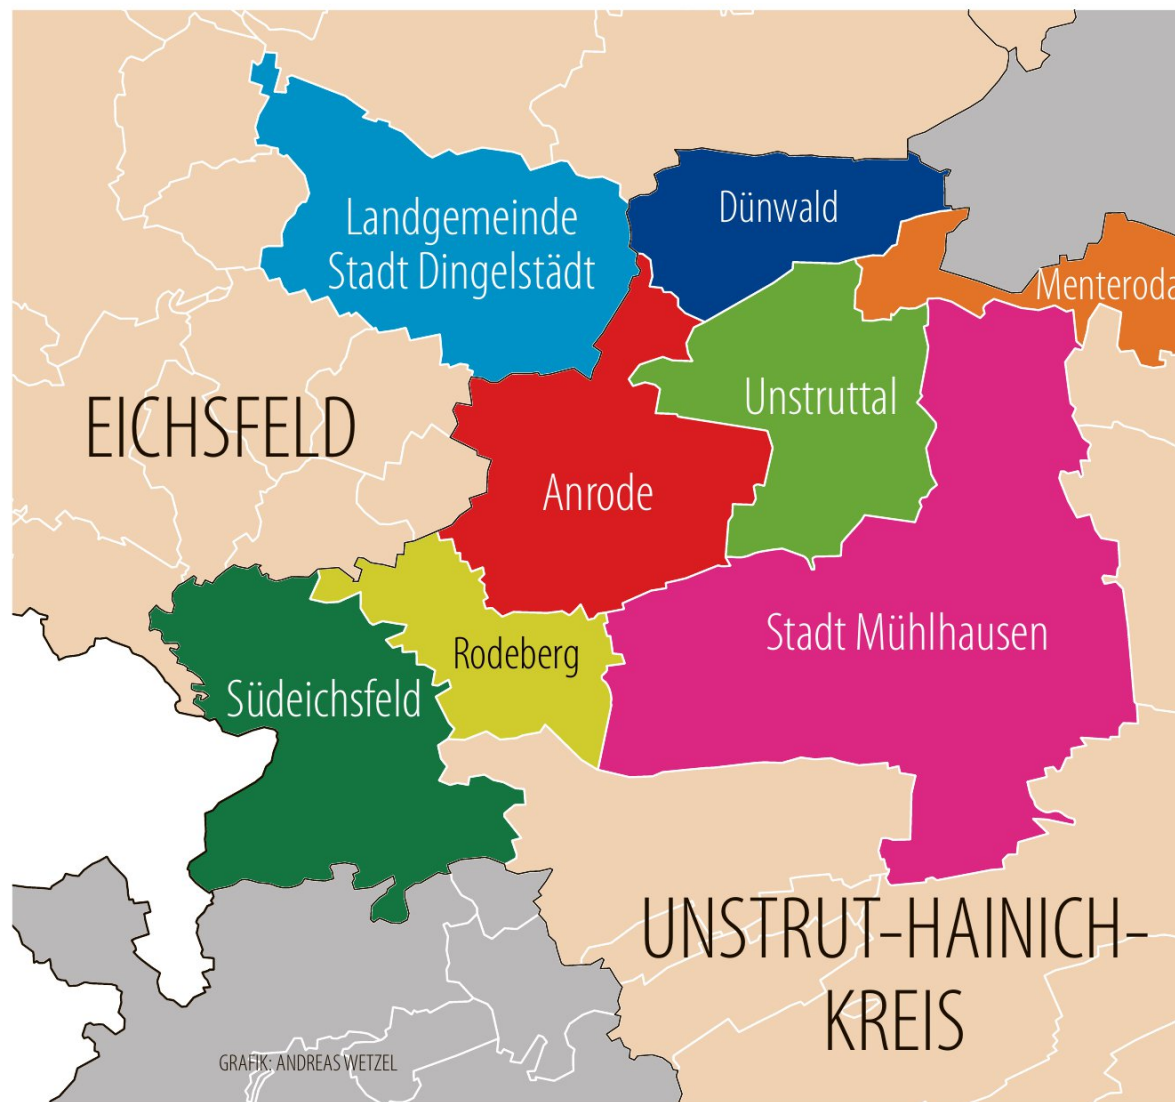 Landgemeinde
Stadt Dingelstädt
Dünwald
Menteroda
EICHSFELD
Unstruttal
Anrode
Stadt Mühlhausen
Rodeberg
Südeichsfeld
UNSTRUT-HAINICH-
KREIS
GRAFIK: ANDREAS WETZEL